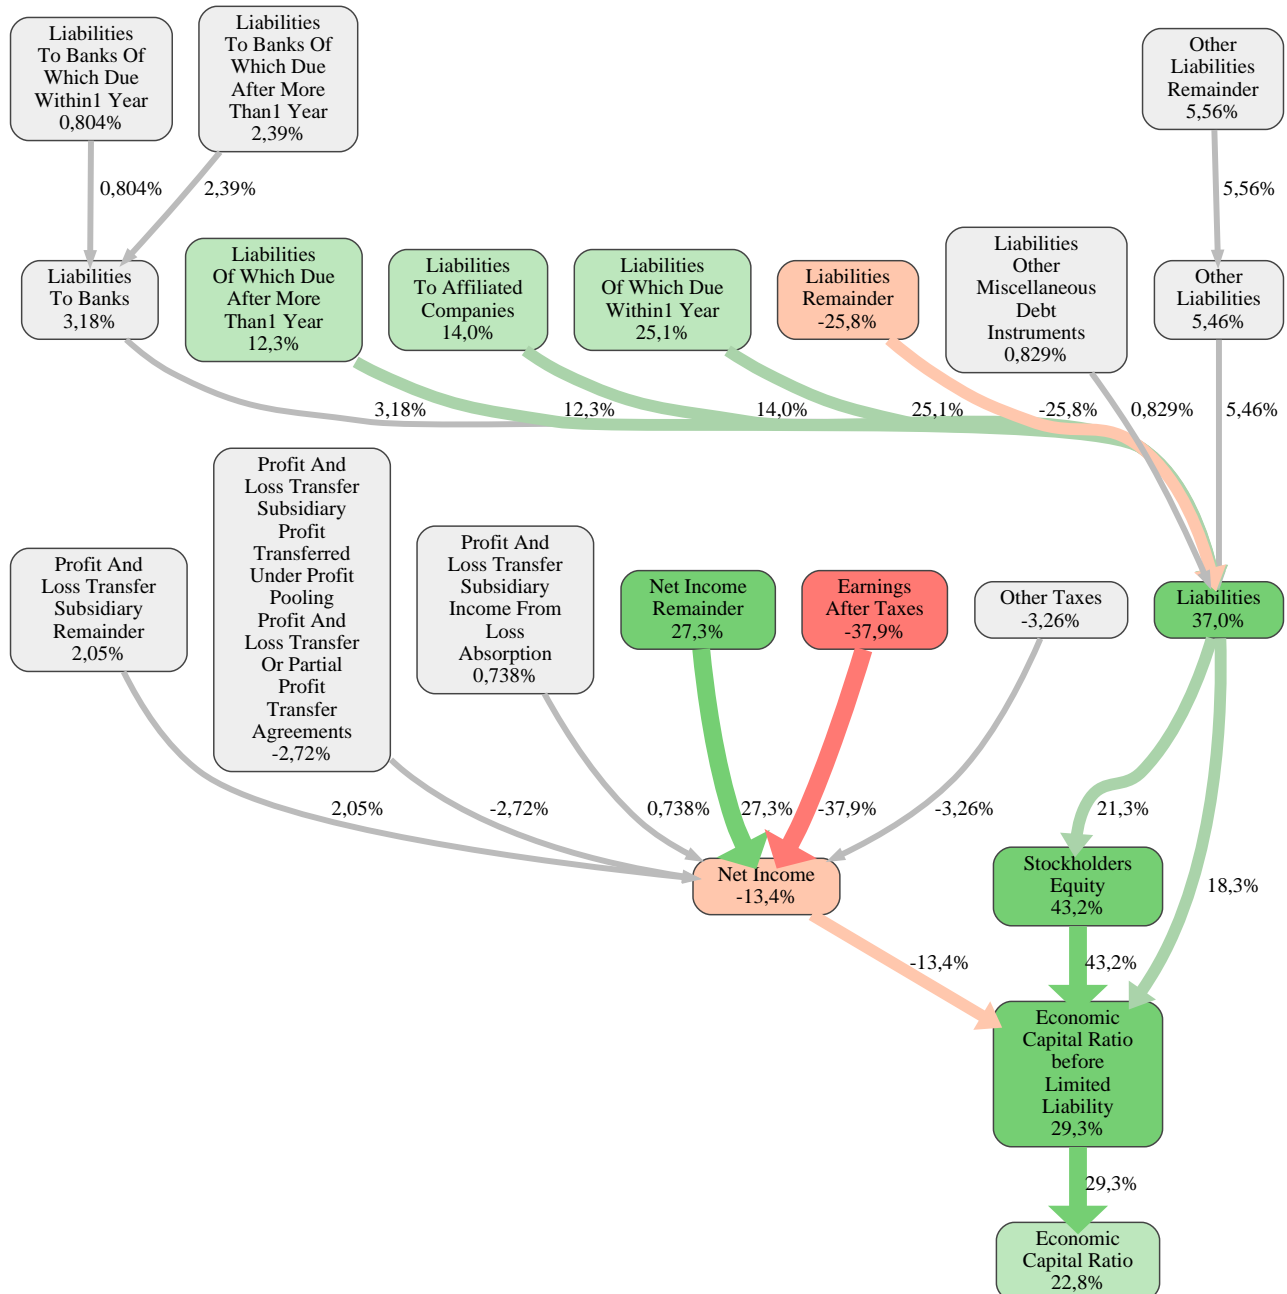 Liabilities
To Banks Of
Which Due
Within1 Year
0,804%
Liabilities
To Banks Of
Which Due
After More
Than1 Year
2,39%
Other
Liabilities
Remainder
5,56%
0,804%
2,39%
5,56%
Liabilities
To Banks
3,18%
Liabilities
Of Which Due
After More
Than1 Year
12,3%
Liabilities
To Affiliated
Companies
14,0%
Liabilities
Of Which Due
Within1 Year
25,1%
Liabilities
Remainder
-25,8%
Liabilities
Other
Miscellaneous
Debt
Instruments
0,829%
Other
Liabilities
5,46%
3,18%
12,3%
14,0%
25,1%
-25,8%
0,829%
5,46%
Profit And
Loss Transfer
Subsidiary
Remainder
2,05%
Profit And
Loss Transfer
Subsidiary
Profit
Transferred
Under Profit
Pooling
Profit And
Loss Transfer
Or Partial
Profit
Transfer
Agreements
-2,72%
Profit And
Loss Transfer
Subsidiary
Income From
Loss
Absorption
0,738%
Net Income
Remainder
27,3%
Earnings
After Taxes
-37,9%
Other Taxes
-3,26%
Liabilities
37,0%
2,05%
-2,72%
0,738%
27,3%
-37,9%
-3,26%
21,3%
18,3%
Net Income
-13,4%
Stockholders
Equity
43,2%
-13,4%
43,2%
Economic
Capital Ratio
before
Limited
Liability
29,3%
29,3%
Economic
Capital Ratio
22,8%